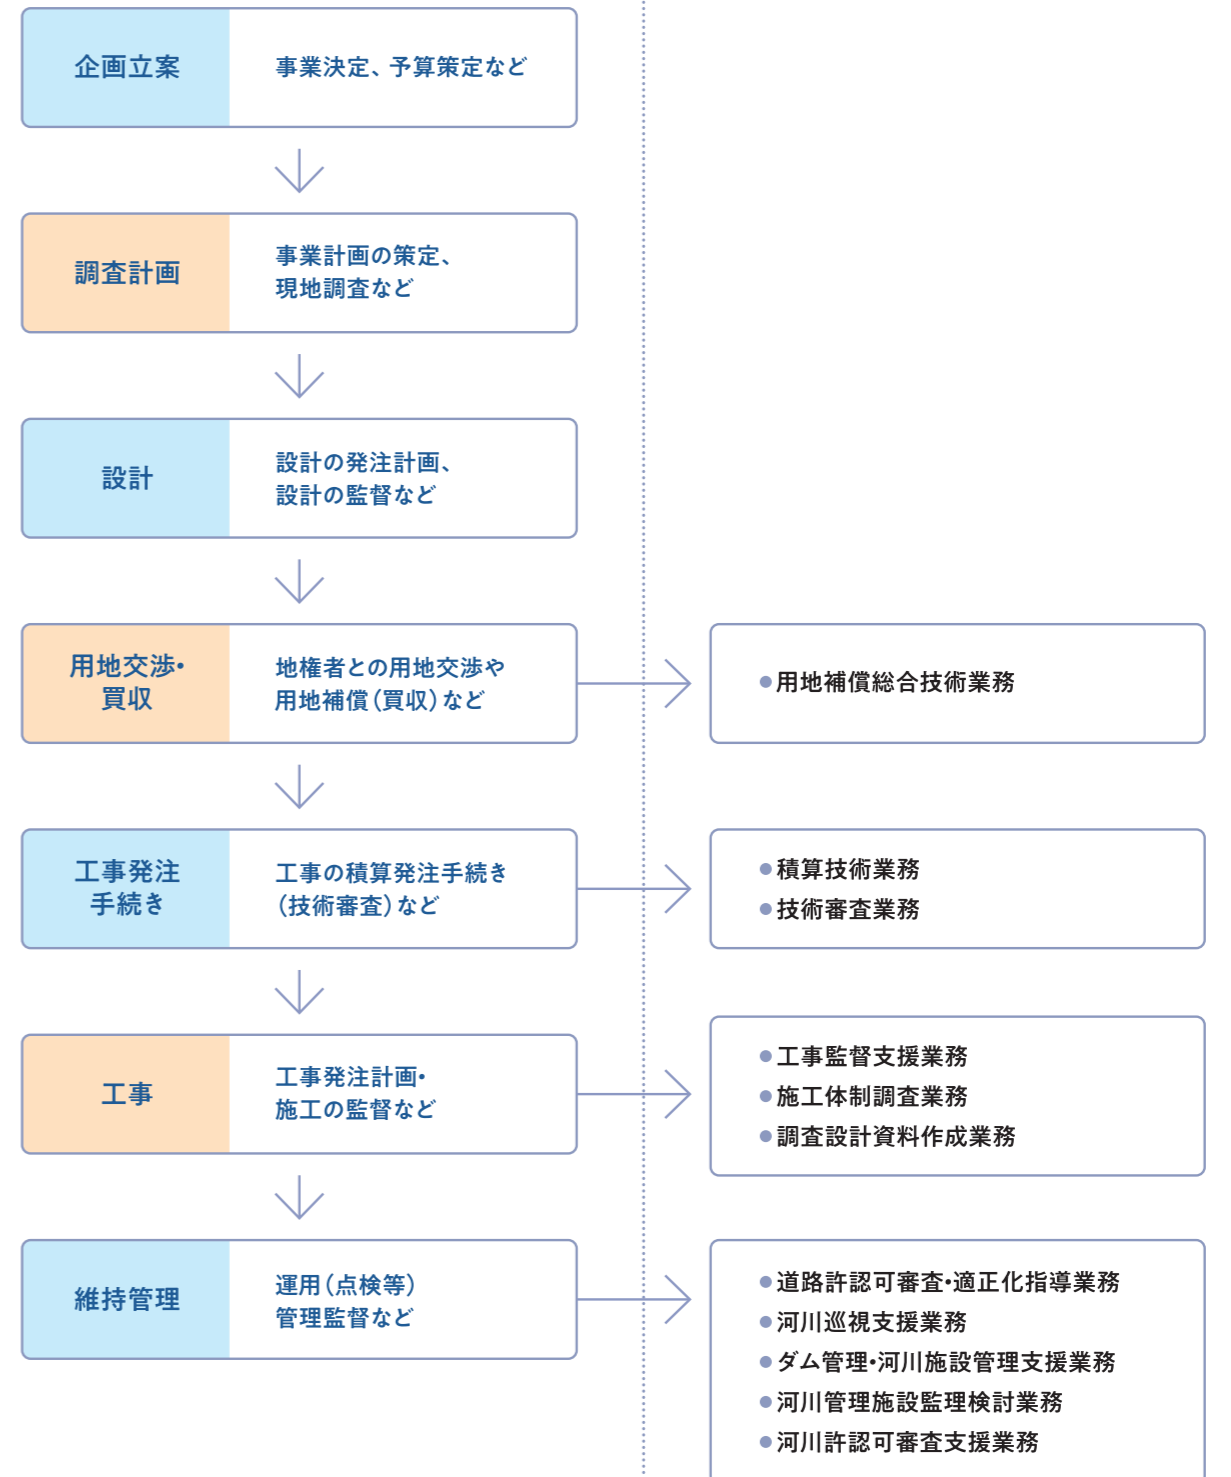 企画立案
事業決定、予算策定など
調査計画
事業計画の策定、
現地調査など
設計
設計の発注計画、
設計の監督など
用地交渉・
買収
地権者との用地交渉や
用地補償(買収)など
●用地補償総合技術業務
工事発注
手続き
工事の積算発注手続き
(技術審査)など
●積算技術業務
●技術審査業務
工事
工事発注計画・
施工の監督など
●工事監督支援業務
●施工体制調査業務
●調査設計資料作成業務
維持管理
運用(点検等)
管理監督など
●道路許認可審査・適正化指導業務
●河川巡視支援業務
●ダム管理・河川施設管理支援業務
●河川管理施設監理検討業務
●河川許認可審査支援業務